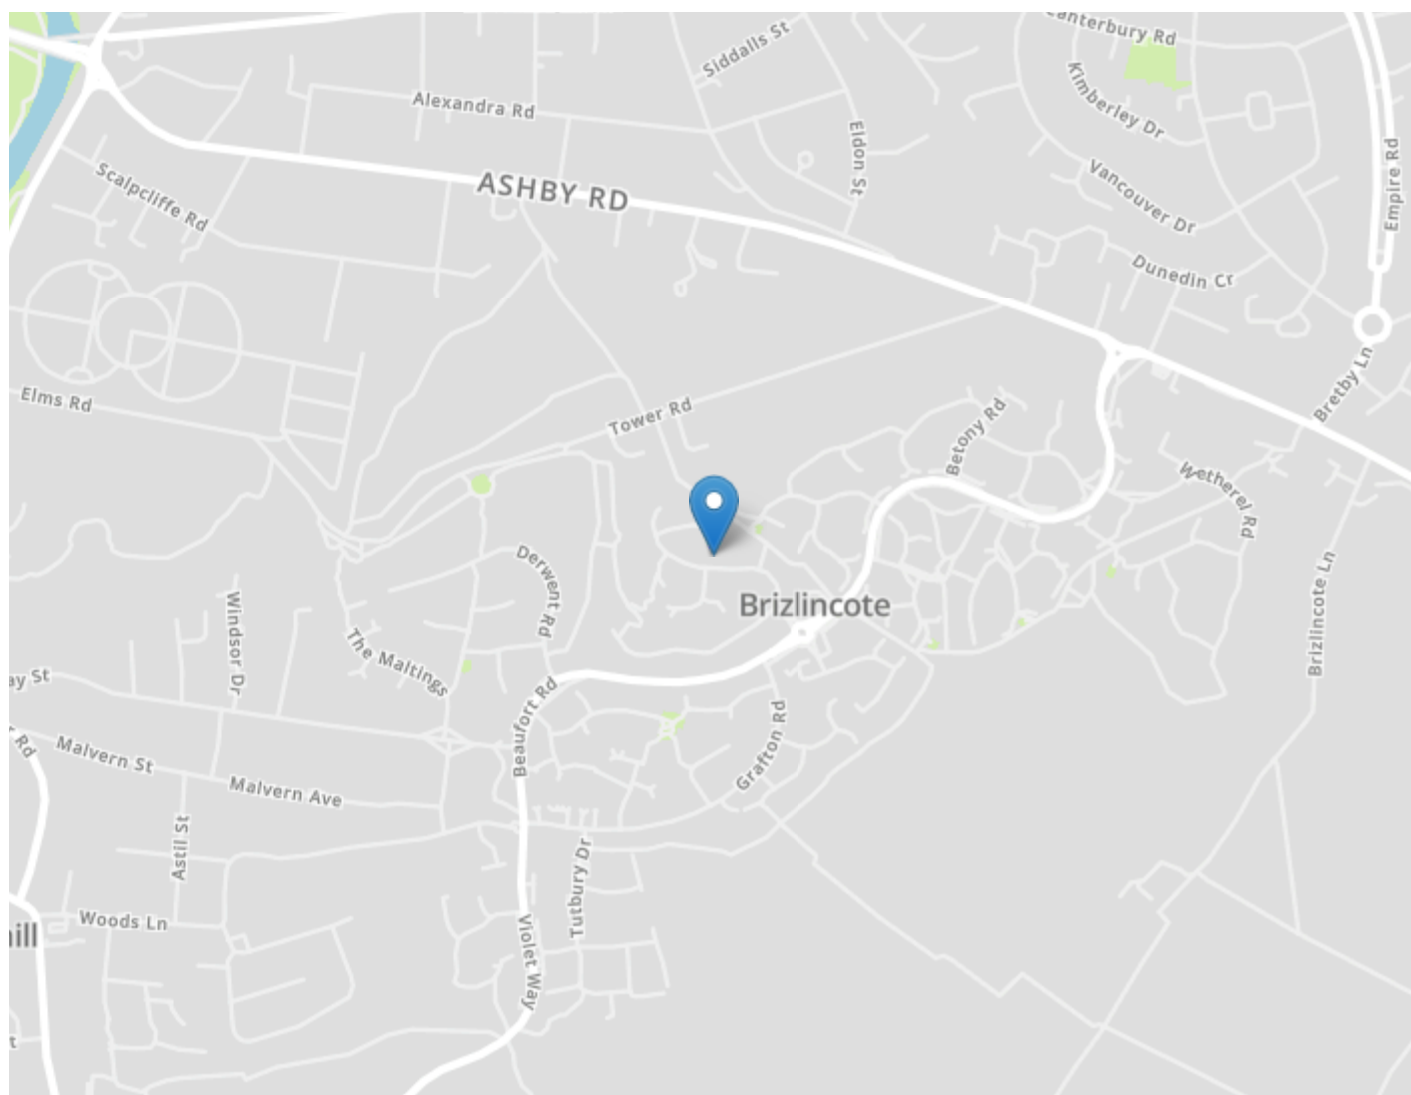 Canterbury Rd
Siddalls St
Kimberley Dr
Alexandra Rd
Eldon St
Empire Rd
Scalpcliffe Rd
ASHBY RD
Vancouver Dr
Dunedin Cr
Elms Rd
Tower Rd
Betony Rd
Bretby Ln
Wetherel Rd
Derwent Rd
Brizlincote
Windsor Dr
Brizlincote Ln
The Maltings
ay St
Beaufort Rd
Grafton Rd
Rd
Malvern St
Malvern Ave
Astil St
Tutbury Dr
Woods Ln
ill
Violet Way
t